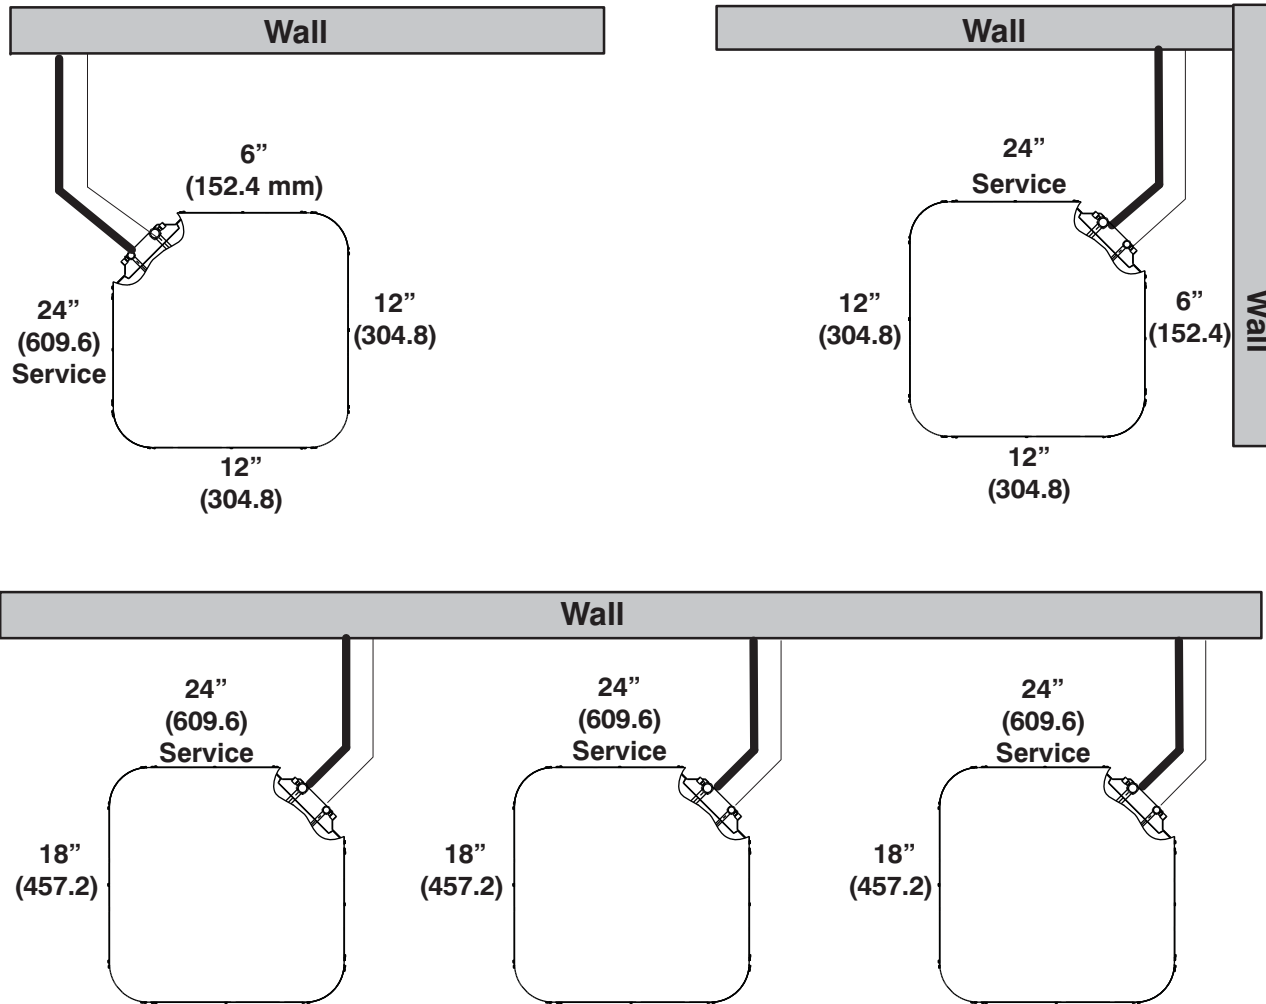 Wall
6”
(152.4 mm)
24”
(609.6)
Service
12”
(304.8)
12”
(304.8)
Wall
24”
Service
12”
(304.8)
6”
(152.4)
Wall
12”
(304.8)
Wall
24”
(609.6)
Service
18”
(457.2)
24”
(609.6)
Service
18”
(457.2)
24”
(609.6)
Service
18”
(457.2)